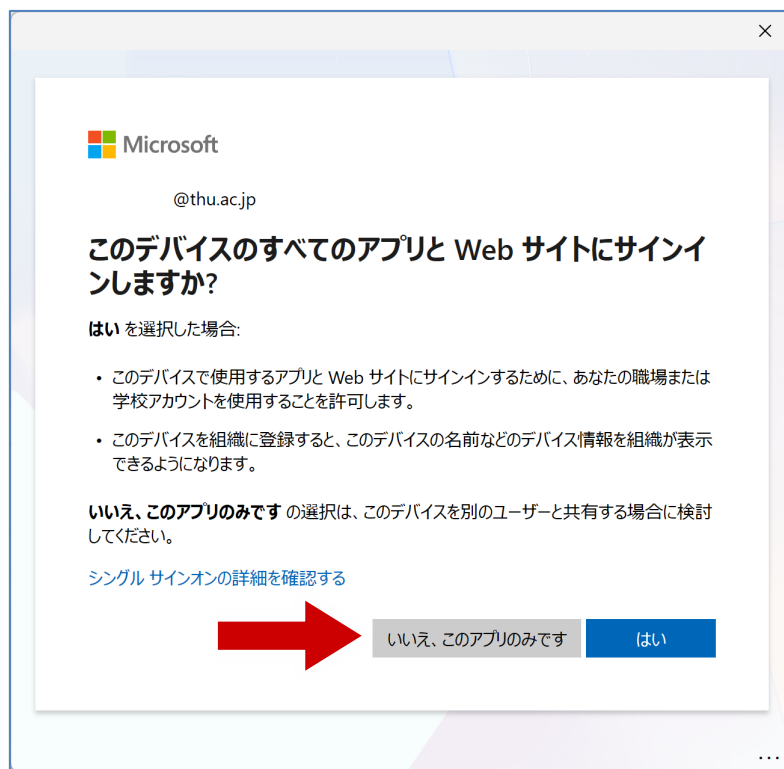 Microsoft
@thu.ac.jp
このデバイスのすべてのアプリと Web サイトにサインイ
ンしますか?
はい を選択した場合:
• このデバイスで使用するアプリと Web サイトにサインインするために、あなたの職場または
学校アカウントを使用することを許可します。
• このデバイスを組織に登録すると、このデバイスの名前などのデバイス情報を組織が表示
できるようになります。
いいえ、このアプリのみです の選択は、このデバイスを別のユーザーと共有する場合に検討
してください。
シングル サインオンの詳細を確認する
いいえ、このアプリのみです
はい